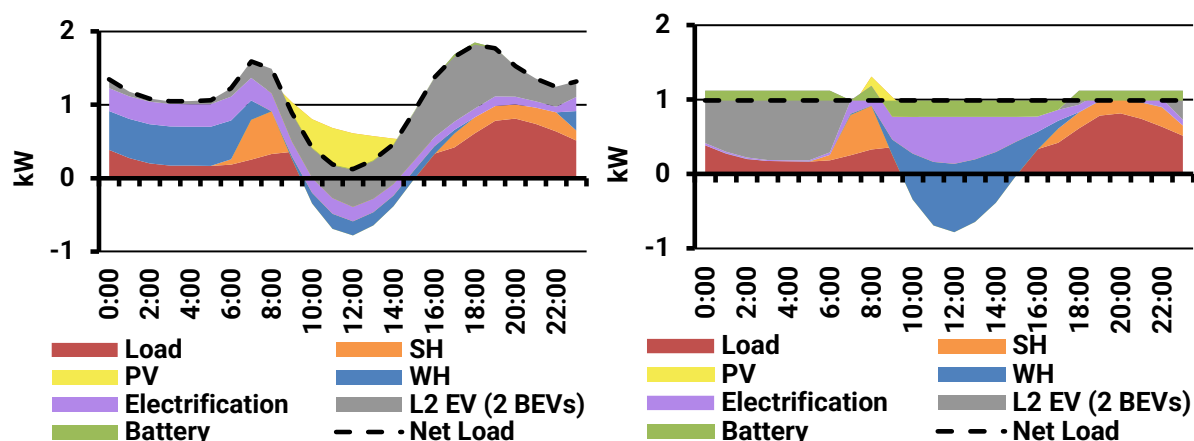 2
1
0
-1
kW
0:00
2:00
4:00
6:00
8:00
10:00
12:00
14:00
16:00
18:00
20:00
22:00
Load
SH
PV
WH
Electrification
L2 EV (2 BEVs)
Battery
Net Load
2
1
0
-1
kW
0:00
2:00
4:00
6:00
8:00
10:00
12:00
14:00
16:00
18:00
20:00
22:00
Load
SH
PV
WH
Electrification
L2 EV (2 BEVs)
Battery
Net Load